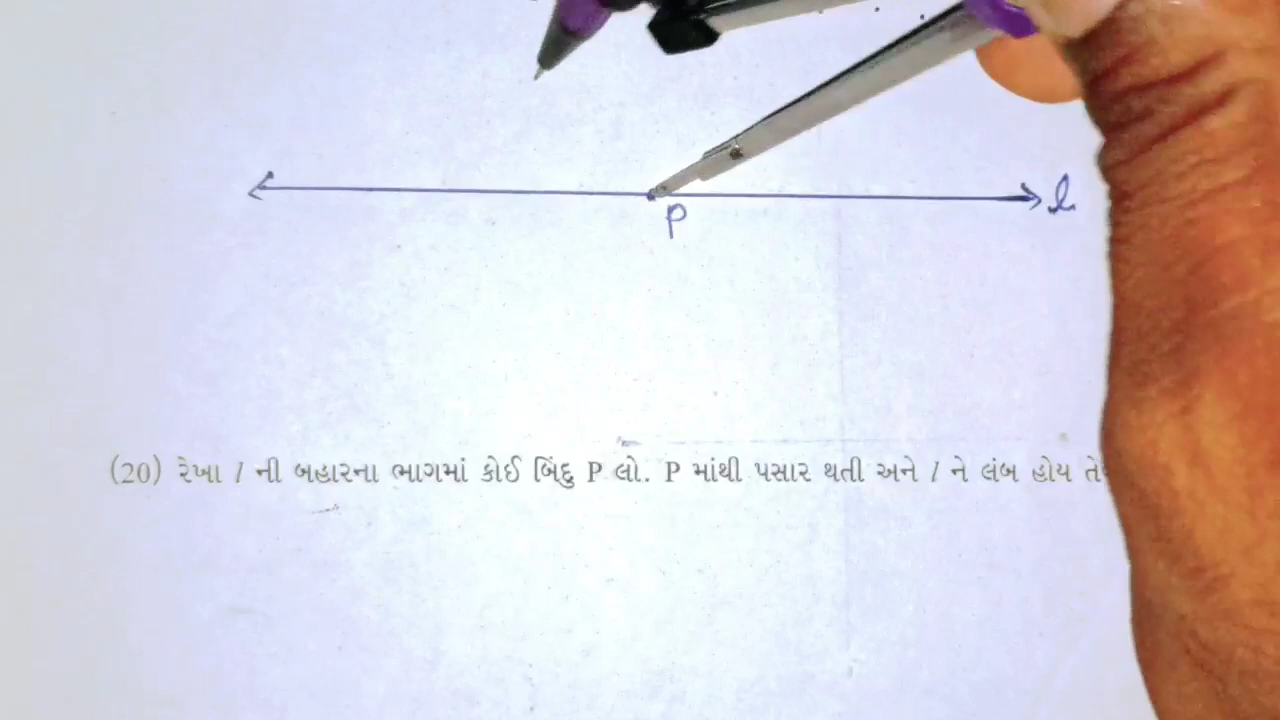 l
P
(20) રેખા l ની બહારના ભાગમાં કોઈ બિંદુ P લો. P માંથી પસાર થતી અને l ને લંબ હોય